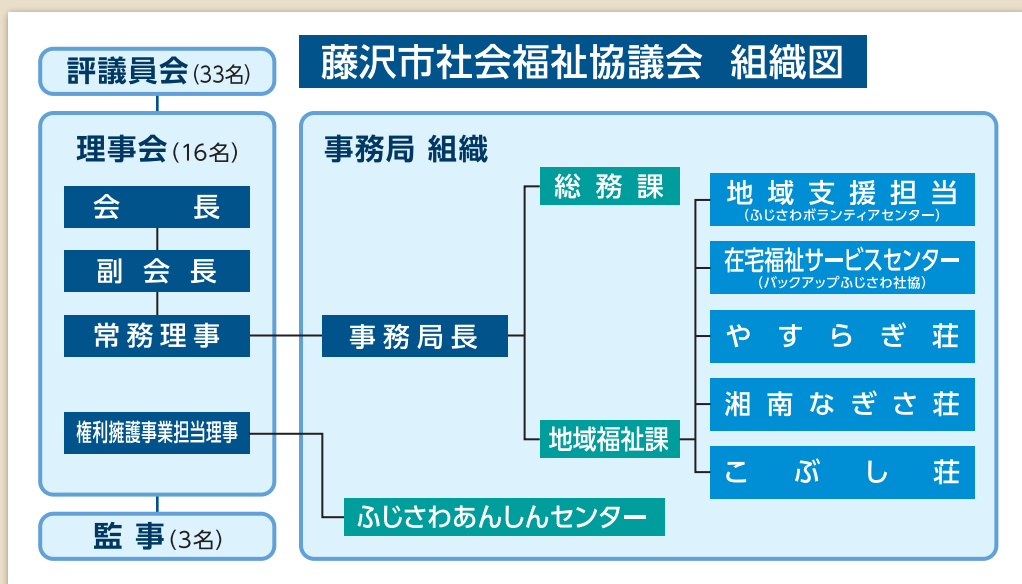 藤沢市社会福祉協議会 組織図
評議員会(33名)
理事会(16名)
会長
副会長
常務理事
権利擁護事業担当理事
監事(3名)
事務局 組織
事務局長
総務課
地域福祉課
ふじさわあんしんセンター
地域支援担当
(ふじさわボランティアセンター)
在宅福祉サービスセンター
(バックアップふじさわ社協)
やすらぎ荘
湘南なぎさ荘
こぶし荘